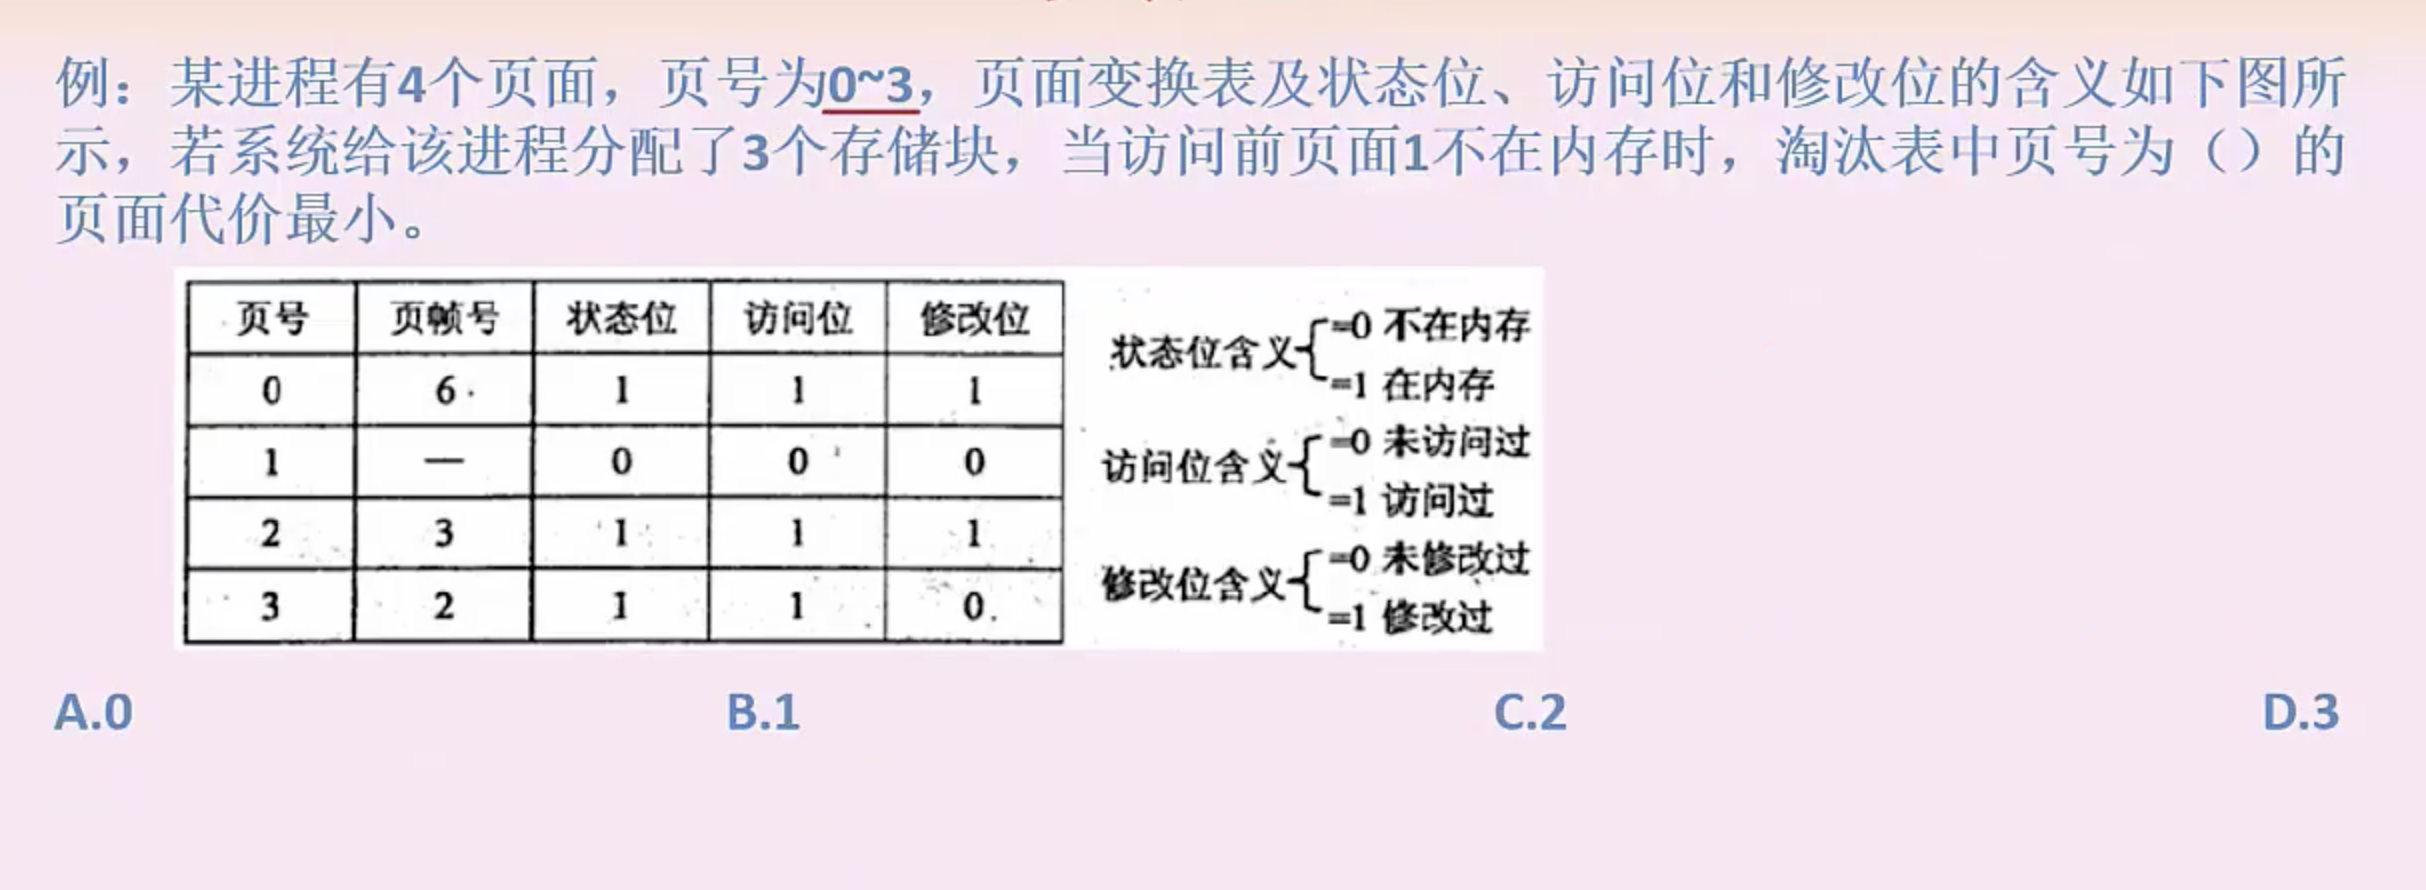 例：某进程有4个页面，页号为0~3，页面变换表及状态位、访问位和修改位的含义如下图所
示，若系统给该进程分配了3个存储块，当访问前页面1不在内存时，淘汰表中页号为（）的
页面代价最小。
页号 页帧号 状态位 访问位 修改位
0 6 1 1 1
1 — 0 0 0
2 3 1 1 1
3 2 1 1 0
状态位含义
=0 不在内存
=1 在内存
访问位含义
=0 未访问过
=1 访问过
修改位含义
=0 未修改过
=1 修改过
A.0 B.1 C.2 D.3